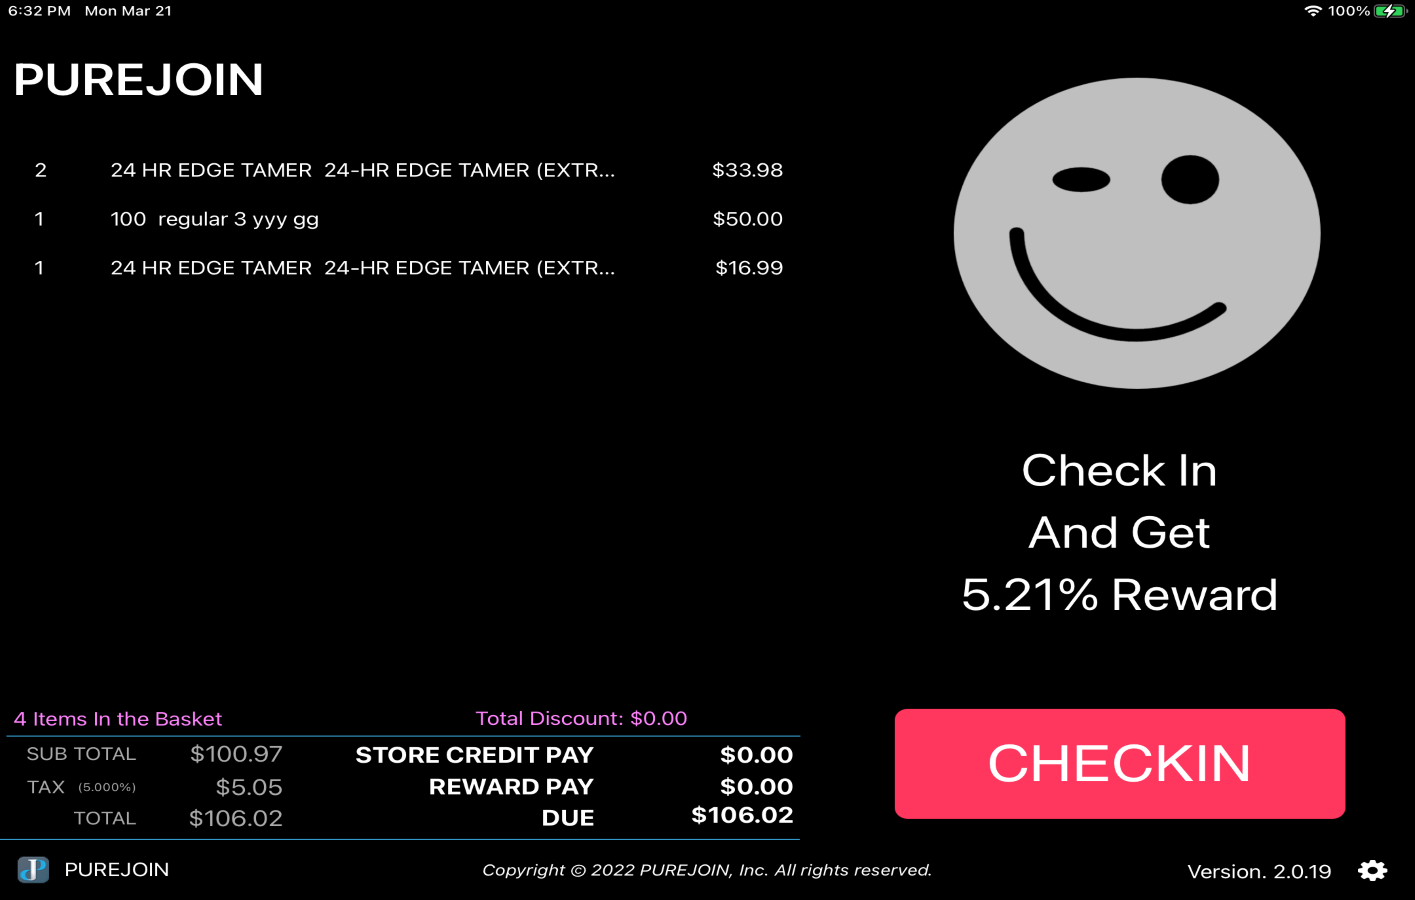 6:32 PM Mon Mar 21
100%
PUREJOIN
2 24 HR EDGE TAMER 24-HR EDGE TAMER (EXTR... $33.98
1 100 regular 3 yyy gg $50.00
1 24 HR EDGE TAMER 24-HR EDGE TAMER (EXTR... $16.99
Check In
And Get
5.21% Reward
4 Items In the Basket Total Discount: $0.00
SUB TOTAL $100.97 STORE CREDIT PAY $0.00
TAX (5.000%) $5.05 REWARD PAY $0.00
TOTAL $106.02 DUE $106.02
CHECKIN
PUREJOIN Copyright © 2022 PUREJOIN, Inc. All rights reserved. Version. 2.0.19